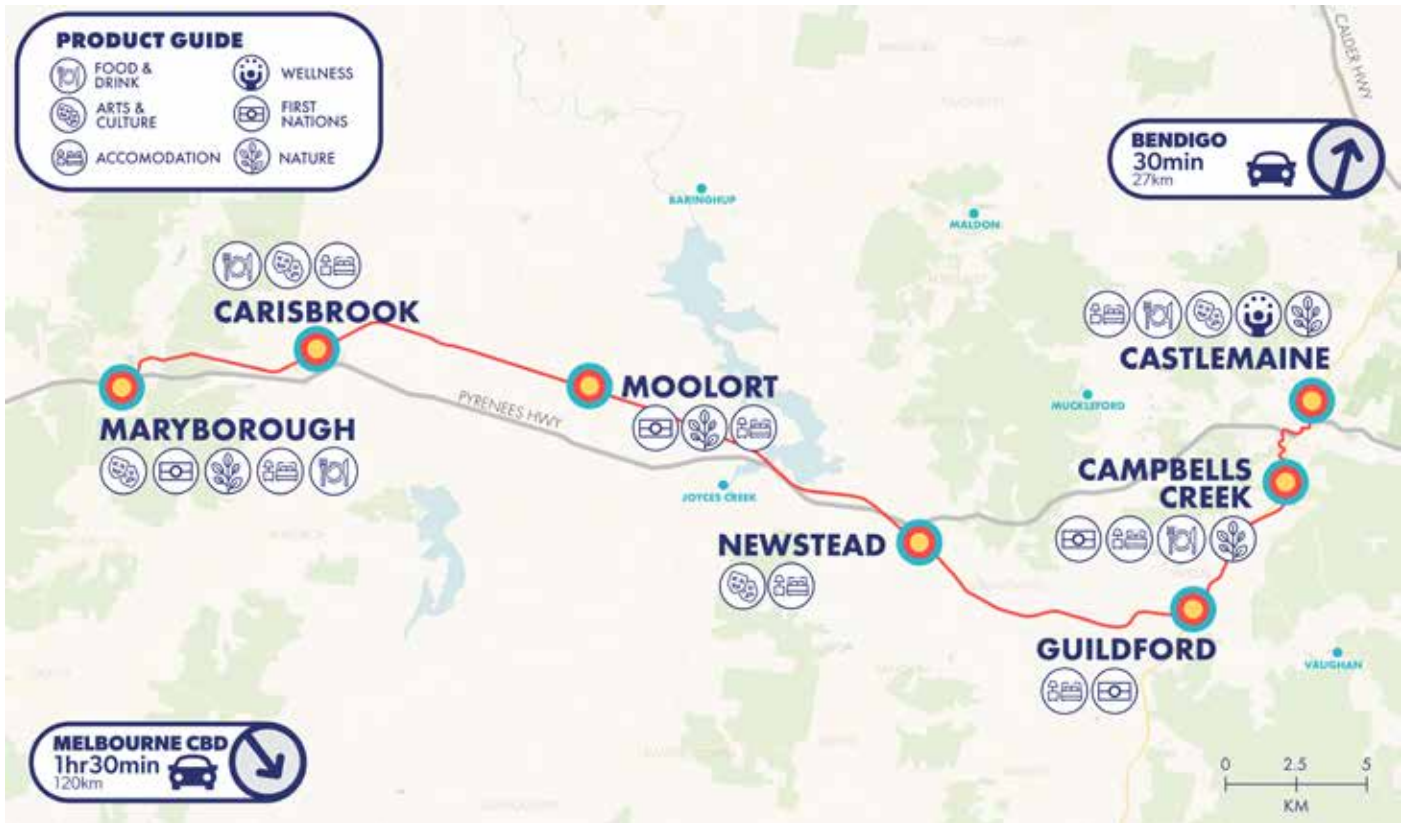 PRODUCT GUIDE
FOOD &
DRINK
WELLNESS
ARTS &
CULTURE
FIRST
NATIONS
ACCOMODATION
NATURE
CALDER HWY
BENDIGO
30min
27km
BARINGHUP
MALDON
CARISBROOK
CASTLEMAINE
MOOLORT
MUCKLEFORD
PYRENEES HWY
MARYBOROUGH
CAMPBELLS
CREEK
JOYCES CREEK
NEWSTEAD
GUILDFORD
VAUGHAN
MELBOURNE CBD
1hr30min
120km
0 2.5 5
KM